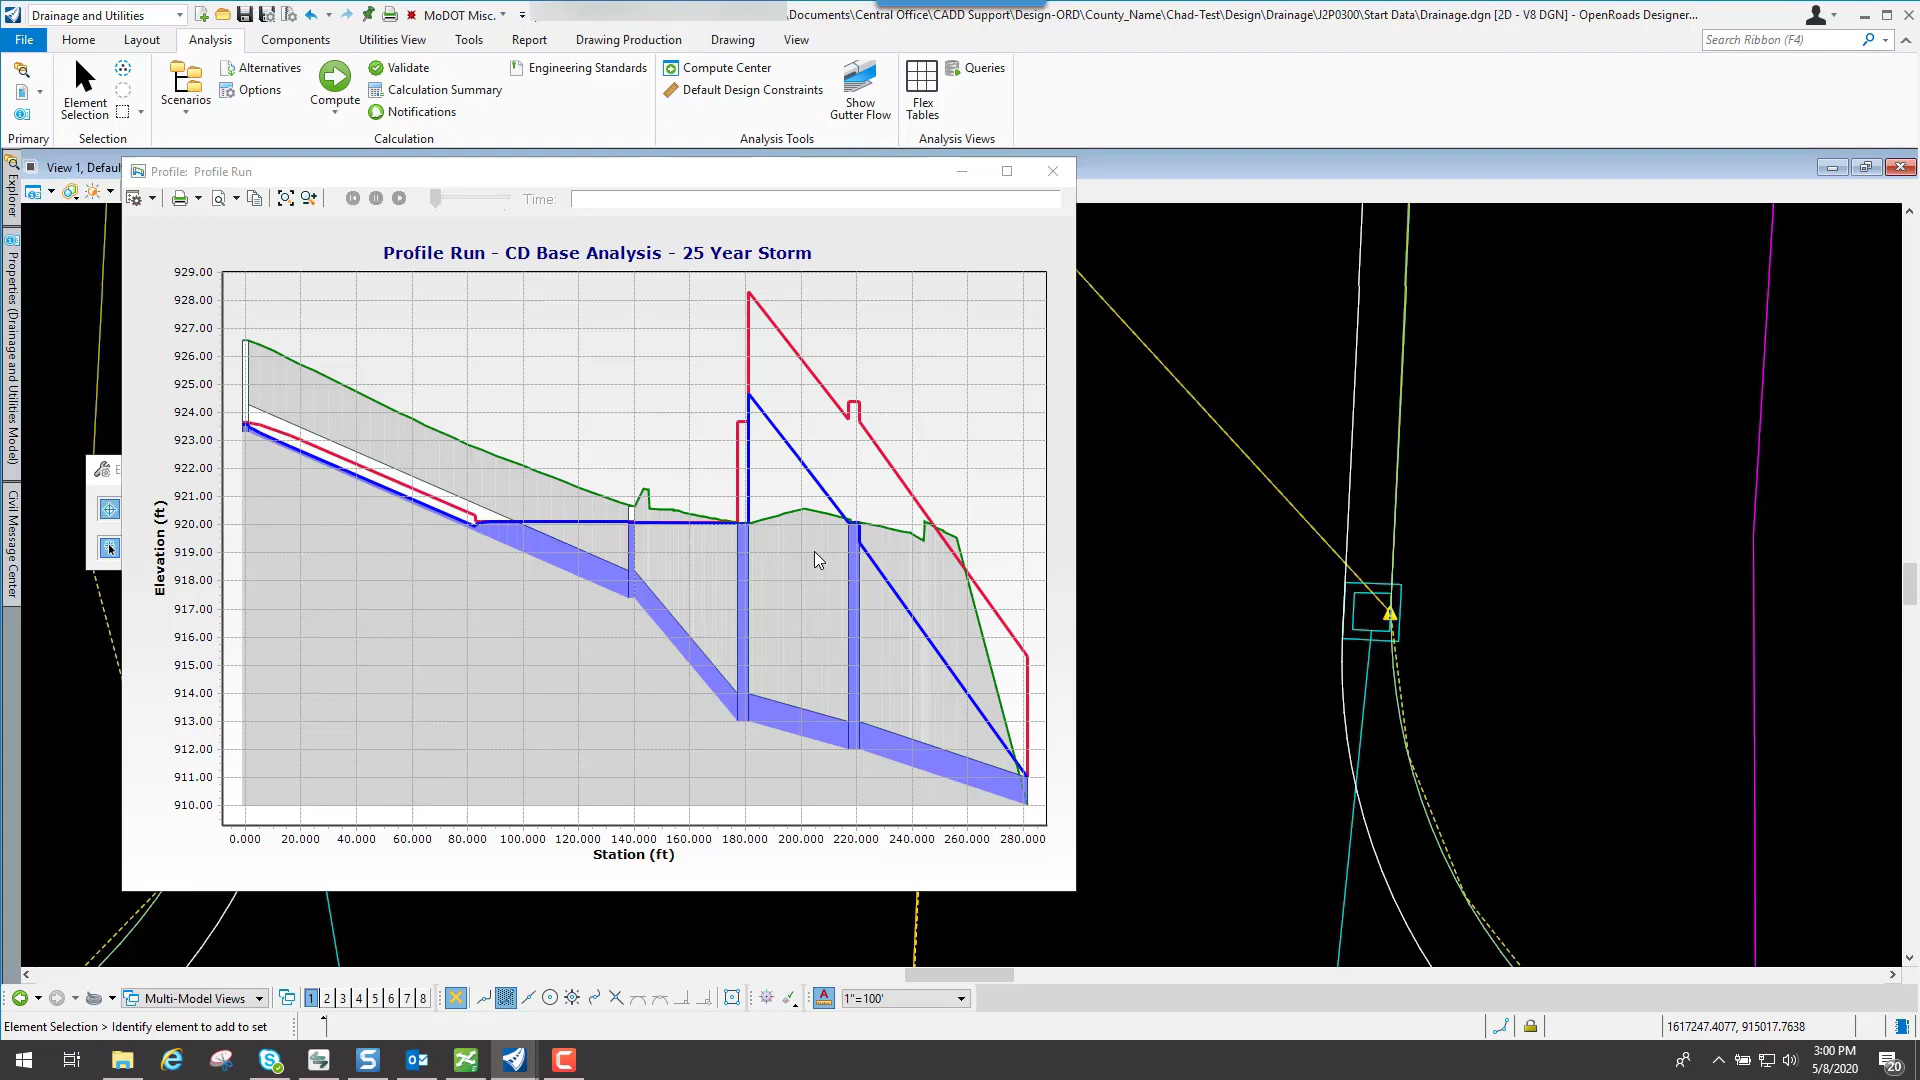 Drainage and Utilities
MoDOT Misc.
\Documents\Central Office\CADD Support\Design-ORD\County_Name\Chad-Test\Design\Drainage\J2P0300\Start Data\Drainage.dgn [2D - V8 DGN] - OpenRoads Designer...
File Home Layout Analysis Components Utilities View Tools Report Drawing Production Drawing View
Search Ribbon (F4)
Element Selection
Scenarios
Alternatives
Options
Compute
Validate
Calculation Summary
Notifications
Engineering Standards
Compute Center
Default Design Constraints
Show Gutter Flow
Flex Tables
Queries
Primary Selection Calculation Analysis Tools Analysis Views
Explorer
Properties (Drainage and Utilities Model)
Civil Message Center
View 1, Defaul
Profile: Profile Run
Time:
Profile Run - CD Base Analysis - 25 Year Storm
929.00
928.00
927.00
926.00
925.00
924.00
923.00
922.00
921.00
920.00
919.00
918.00
917.00
916.00
915.00
914.00
913.00
912.00
911.00
910.00
Elevation (ft)
0.000 20.000 40.000 60.000 80.000 100.000 120.000 140.000 160.000 180.000 200.000 220.000 240.000 260.000 280.000
Station (ft)
E
Multi-Model Views
1 2 3 4 5 6 7 8
A
1"=100'
Element Selection > Identify element to add to set
1617247.4077, 915017.7638
3:00 PM
5/8/2020
20